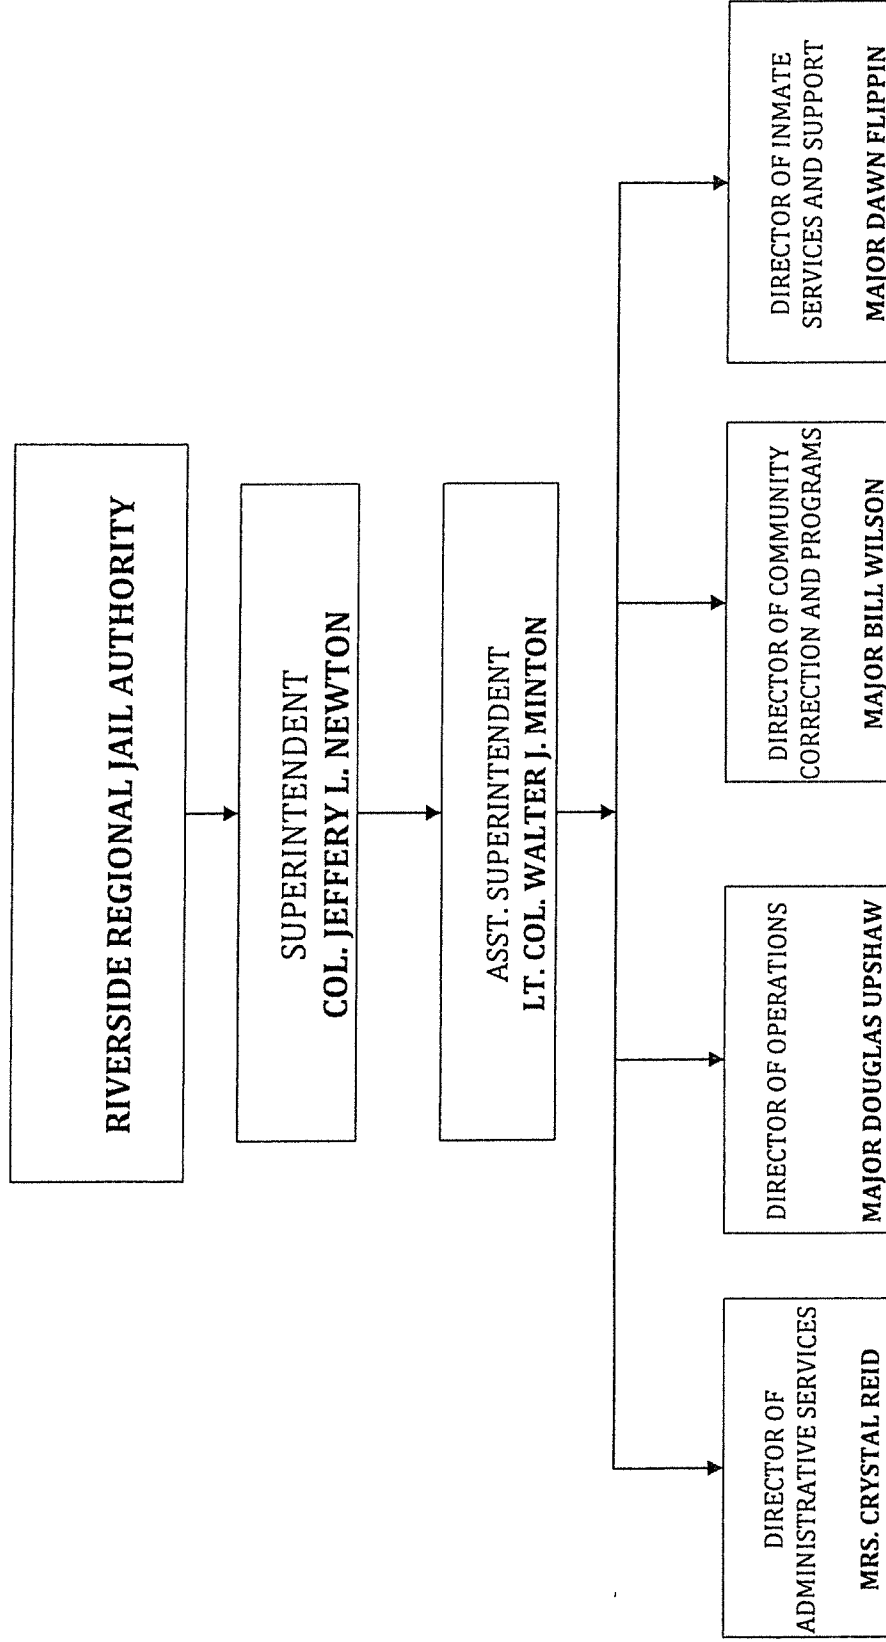 RIVERSIDE REGIONAL JAIL AUTHORITY
SUPERINTENDENT
COL. JEFFERY L. NEWTON
ASST. SUPERINTENDENT
LT. COL. WALTER J. MINTON
DIRECTOR OF
ADMINISTRATIVE SERVICES
MRS. CRYSTAL REID
DIRECTOR OF OPERATIONS
MAJOR DOUGLAS UPSHAW
DIRECTOR OF COMMUNITY
CORRECTION AND PROGRAMS
MAJOR BILL WILSON
DIRECTOR OF INMATE
SERVICES AND SUPPORT
MAJOR DAWN FLIPPIN